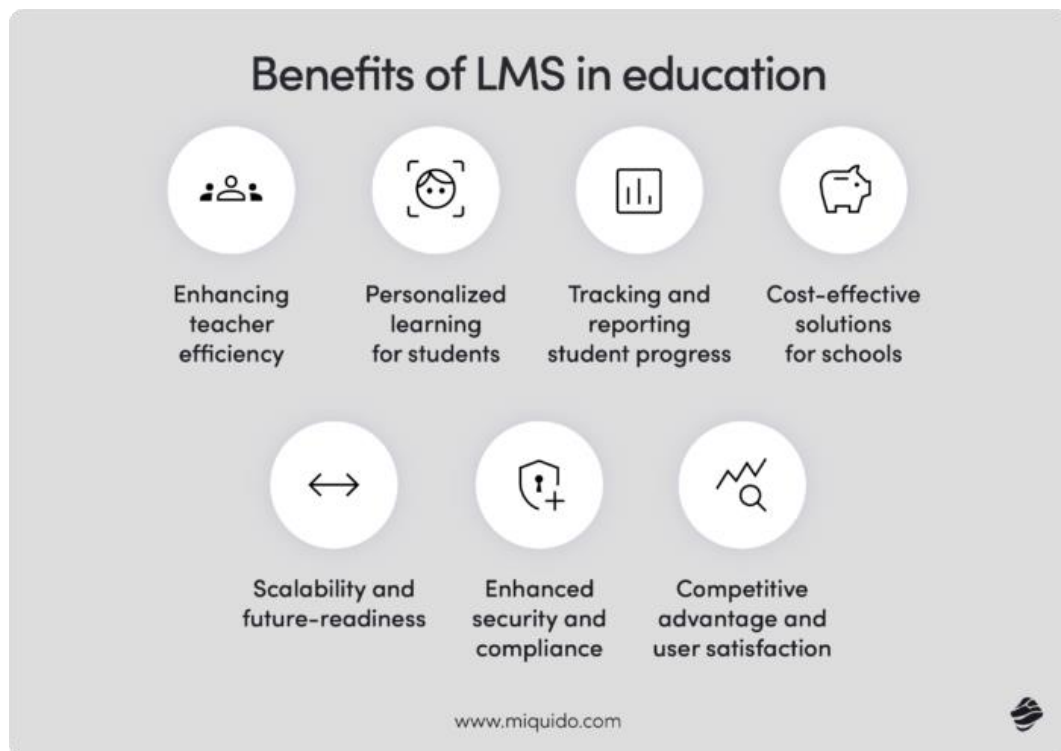 Benefits of LMS in education
Enhancing
teacher
efficiency
Personalized
learning
for students
Tracking and
reporting
student progress
Cost-effective
solutions
for schools
Scalability and
future-readiness
Enhanced
security and
compliance
Competitive
advantage and
user satisfaction
www.miquido.com